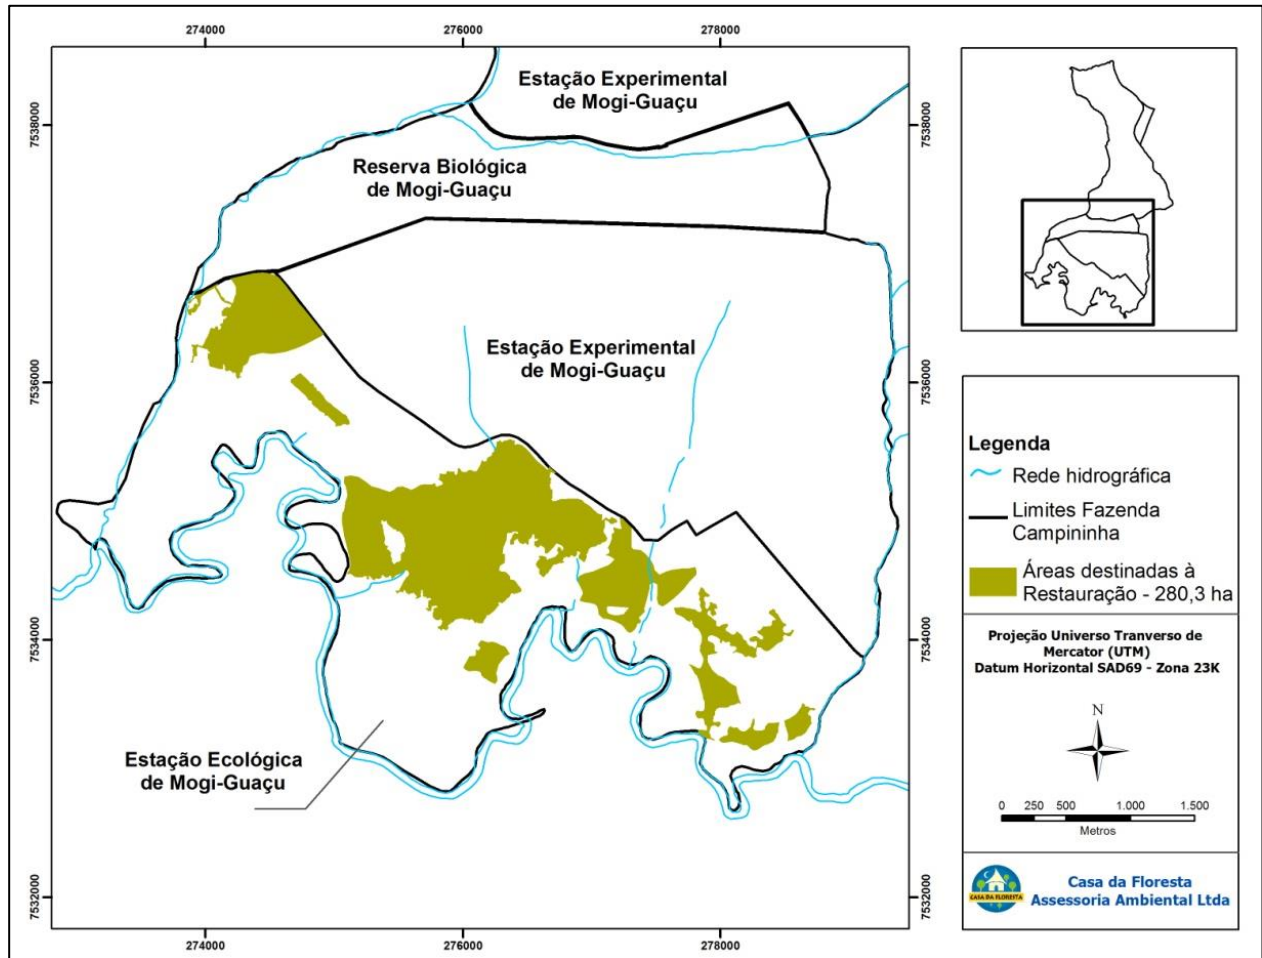 274000
276000
278000
Estação Experimental
de Mogi-Guaçu
7538000
7538000
Reserva Biológica
de Mogi-Guaçu
Estação Experimental
de Mogi-Guaçu
7536000
7536000
7534000
7534000
Estação Ecológica
de Mogi-Guaçu
7532000
7532000
274000
276000
278000
Legenda
Rede hidrográfica
Limites Fazenda
Campininha
Áreas destinadas à
Restauração - 280,3 ha
Projeção Universo Tranverso de
Mercator (UTM)
Datum Horizontal SAD69 - Zona 23K
N
0 250 500 1.000 1.500
Metros
CASA DA FLORESTA
Casa da Floresta
Assessoria Ambiental Ltda